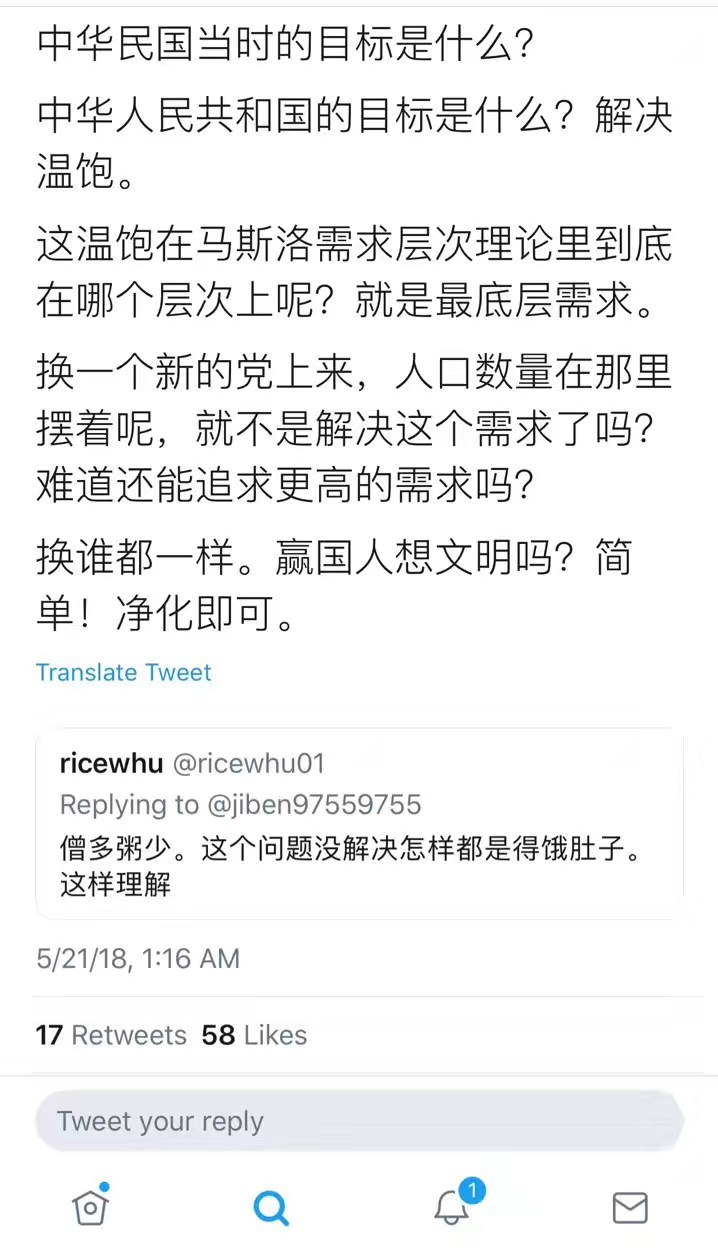 中华民国当时的目标是什么？
中华人民共和国的目标是什么？解决
温饱。
这温饱在马斯洛需求层次理论里到底
在哪个层次上呢？就是最底层需求。
换一个新的党上来，人口数量在那里
摆着呢，就不是解决这个需求了吗？
难道还能追求更高的需求吗？
换谁都一样。赢国人想文明吗？简
单！净化即可。
Translate Tweet
ricewhu @ricewhu01
Replying to @jiben97559755
僧多粥少。这个问题没解决怎样都是得饿肚子。
这样理解
5/21/18, 1:16 AM
17 Retweets 58 Likes
Tweet your reply
1